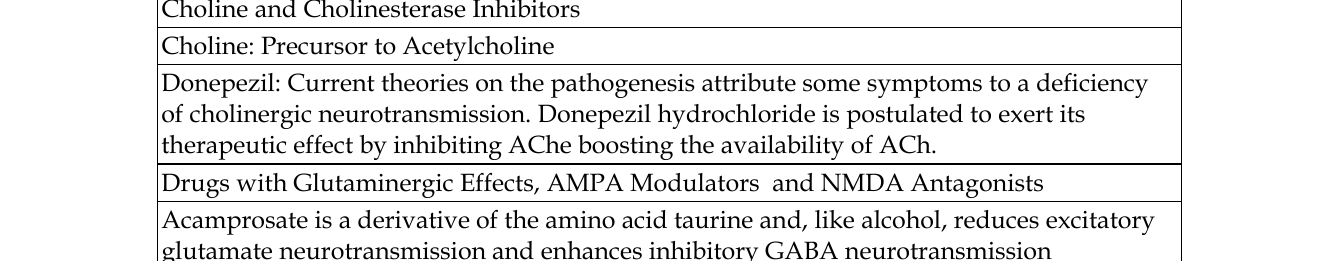 Choline and Cholinesterase Inhibitors
Choline: Precursor to Acetylcholine
Donepezil: Current theories on the pathogenesis attribute some symptoms to a deficiency
of cholinergic neurotransmission. Donepezil hydrochloride is postulated to exert its
therapeutic effect by inhibiting AChe boosting the availability of ACh.
Drugs with Glutaminergic Effects, AMPA Modulators  and NMDA Antagonists
Acamprosate is a derivative of the amino acid taurine and, like alcohol, reduces excitatory
glutamate neurotransmission and enhances inhibitory GABA neurotransmission